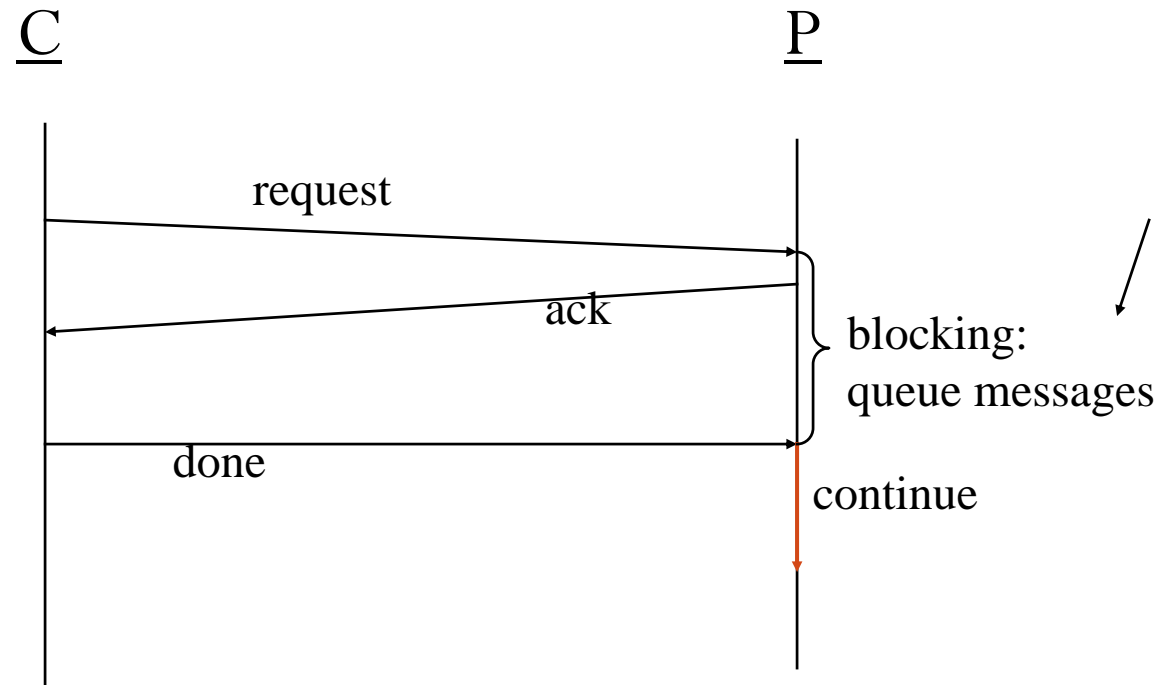 C
P
request
ack
blocking:
queue messages
done
continue